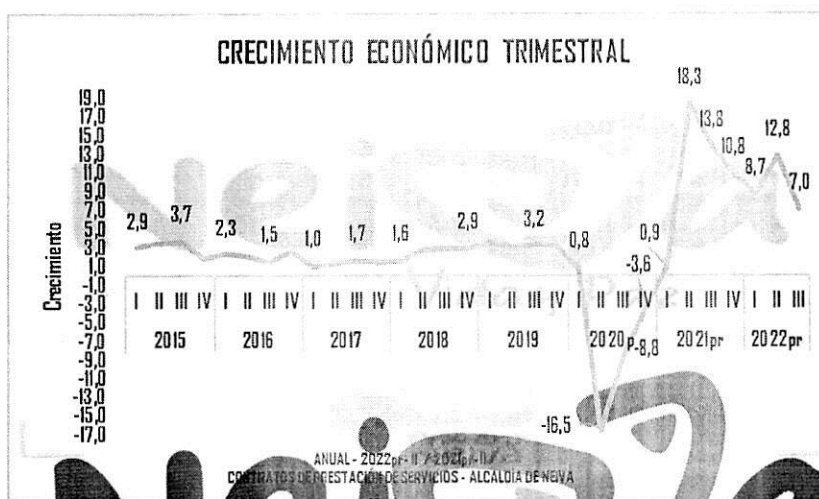 CRECIMIENTO ECONÓMICO TRIMESTRAL
Crecimiento
19,0
17,0
15,0
13,0
11,0
9,0
7,0
5,0
3,0
1,0
-1,0
-3,0
-5,0
-7,0
-9,0
-11,0
-13,0
-15,0
-17,0
2,9 3,7 2,3 1,5 1,0 1,7 1,6 2,9 3,2 0,8 -16,5 -8,8 -3,6 0,9 18,3 13,8 10,8 8,7 12,8 7,0
I II III IV I II III IV I II III IV I II III IV I II III IV I II III IV I II III IV I II III
2015 2016 2017 2018 2019 2020p 2021pr 2022pr
ANUAL - 2022pr- II / 2021p -II
CONTRATOS DE PRESTACIÓN DE SERVICIOS - ALCALDIA DE NEIVA
Neiva